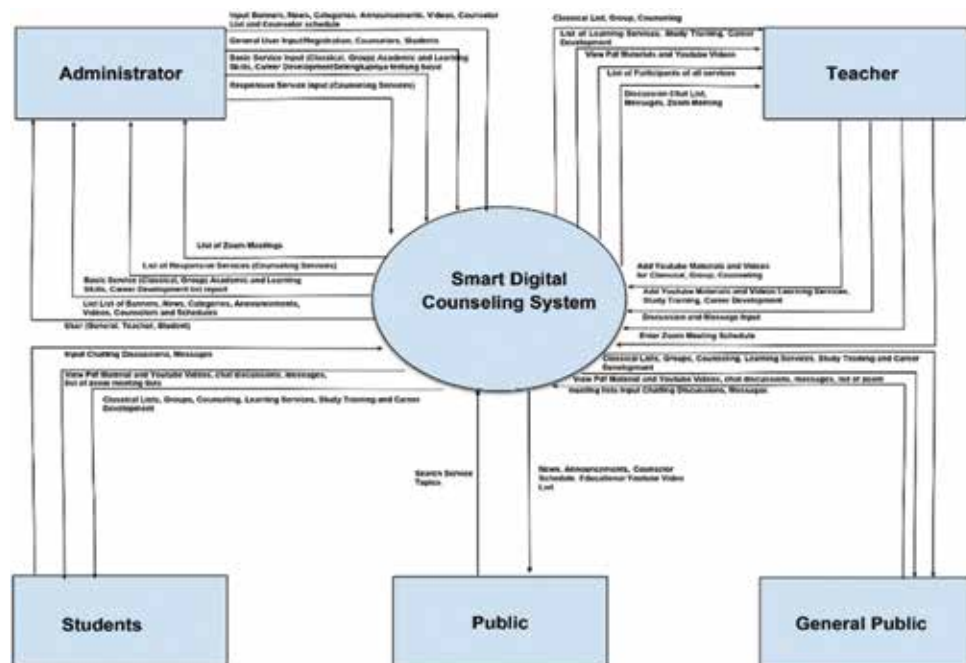 Input Banners, News, Categories, Announcements, Videos, Counselor
List and Counselor schedule
General User Input/Registration, Counselors, Students
Basic Service Input (Classical, Group) Academic and Learning
Skills, Career Development
Responsive Service Input (Counseling Services)
Administrator
Classical List, Group, Counseling
List of Learning Services, Study Training, Career
Development
View Pdf Materials and Youtube Videos
List of Participants of all services
Discussion Chat List,
Messages, Zoom Meeting
Teacher
List of Zoom Meetings
List of Responsive Services (Counseling Services)
Basic Service (Classical, Group) Academic and Learning
Skills, Career Development list report
List List of Banners, News, Categories, Announcements,
Videos, Counselors and Schedules
User (General, Teacher, Student)
Smart Digital
Counseling System
Add Youtube Materials and Videos
for Classical, Group, Counseling
Add Youtube Materials and Videos Learning Services,
Study Training, Career Development
Discussion and Message Input
Enter Zoom Meeting Schedule
Input Chatting Discussions, Messages
View Pdf Material and Youtube Videos, chat discussions, messages,
list of zoom meeting lists
Classical Lists, Groups, Counseling, Learning Services, Study Training and Career
Development
Classical Lists, Groups, Counseling, Learning Services, Study Training and Career
Development
View Pdf Material and Youtube Videos, chat discussions, messages, list of zoom
meeting lists Input Chatting Discussions, Messages
Search Service
Topics
News, Announcements, Counselor
Schedule, Educational Youtube Video
List
Students
Public
General Public